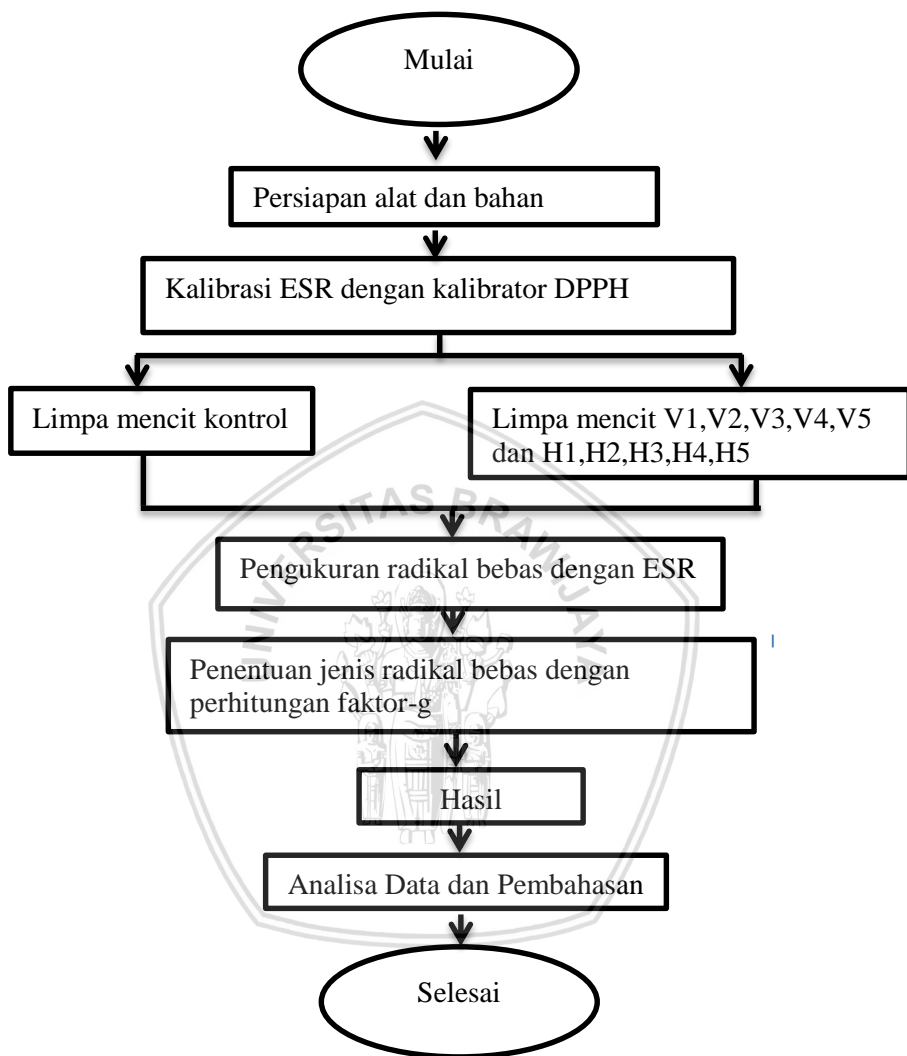 Mulai
Persiapan alat dan bahan
Kalibrasi ESR dengan kalibrator DPPH
Limpa mencit kontrol
Limpa mencit V1,V2,V3,V4,V5
dan H1,H2,H3,H4,H5
UNIVERSITAS BRAWIJAYA
Pengukuran radikal bebas dengan ESR
Penentuan jenis radikal bebas dengan
perhitungan faktor-g
Hasil
Analisa Data dan Pembahasan
Selesai